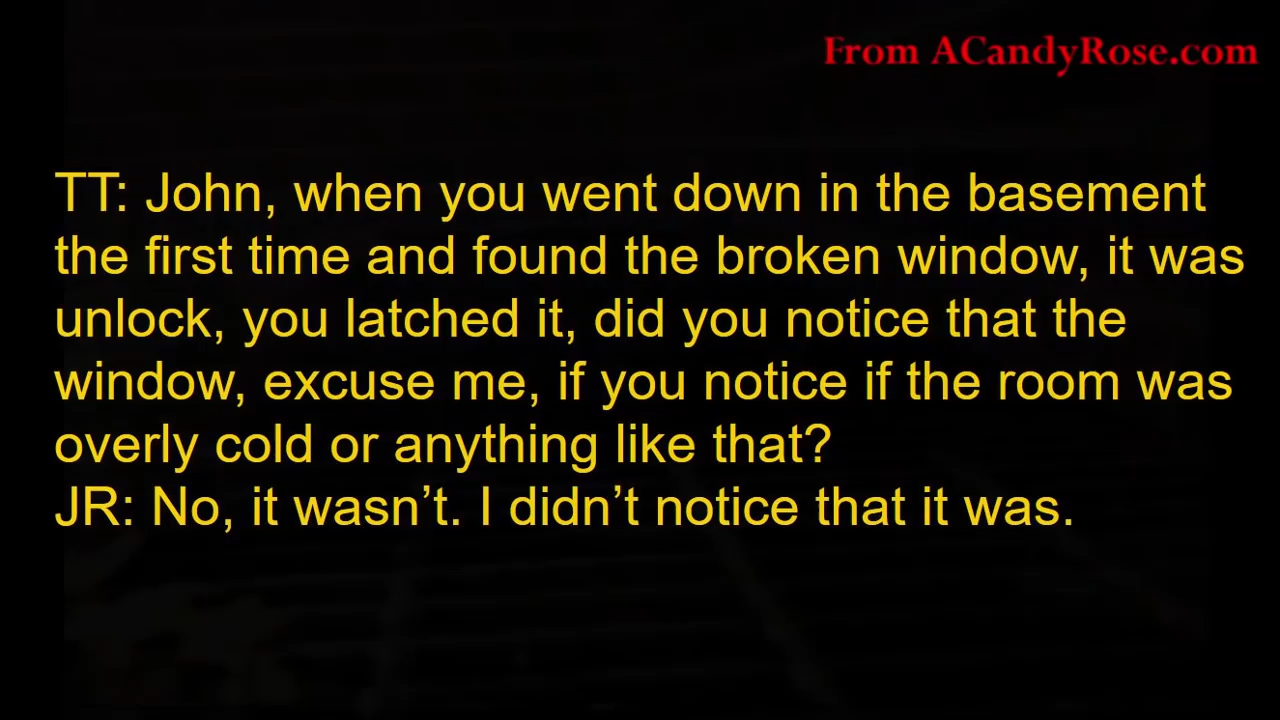 From ACandyRose.com
TT: John, when you went down in the basement
the first time and found the broken window, it was
unlock, you latched it, did you notice that the
window, excuse me, if you notice if the room was
overly cold or anything like that?
JR: No, it wasn’t. I didn’t notice that it was.